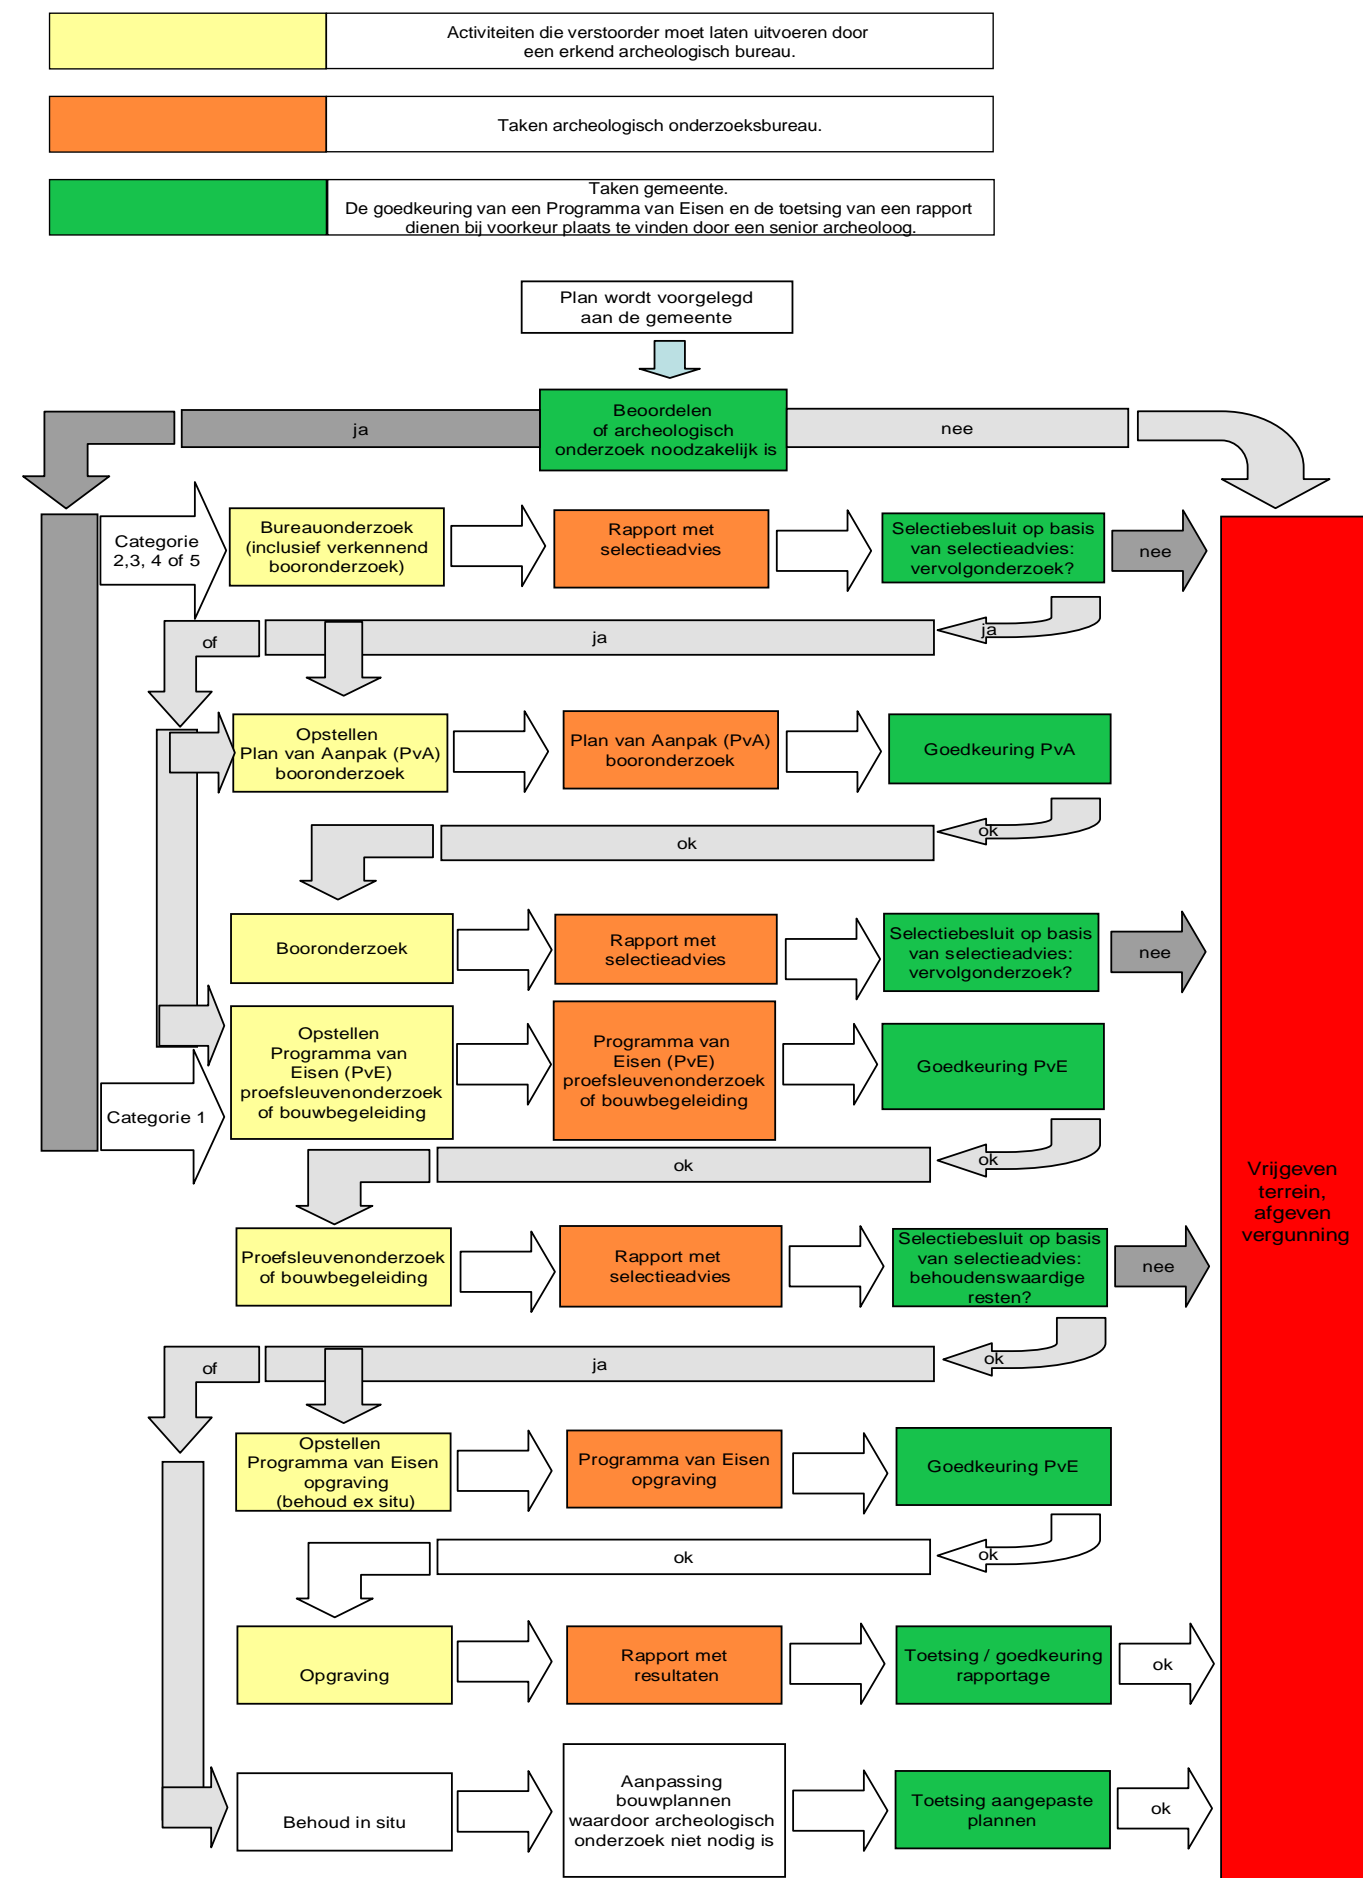 Activiteiten die verstoorder moet laten uitvoeren door
een erkend archeologisch bureau.
Taken archeologisch onderzoeksbureau.
Taken gemeente.
De goedkeuring van een Programma van Eisen en de toetsing van een rapport
dienen bij voorkeur plaats te vinden door een senior archeoloog.
Plan wordt voorgelegd
aan de gemeente
ja
Beoordelen
of archeologisch
onderzoek noodzakelijk is
nee
Categorie
2,3, 4 of 5
Bureauonderzoek
(inclusief verkennend
booronderzoek)
Rapport met
selectieadvies
Selectiebesluit op basis
van selectieadvies:
vervolgonderzoek?
nee
of
ja
ja
Opstellen
Plan van Aanpak (PvA)
booronderzoek
Plan van Aanpak (PvA)
booronderzoek
Goedkeuring PvA
ok
ok
Booronderzoek
Rapport met
selectieadvies
Selectiebesluit op basis
van selectieadvies:
vervolgonderzoek?
nee
Categorie 1
Opstellen
Programma van
Eisen (PvE)
proefsleuvenonderzoek
of bouwbegeleiding
Programma van
Eisen (PvE)
proefsleuvenonderzoek
of bouwbegeleiding
Goedkeuring PvE
ok
ok
Proefsleuvenonderzoek
of bouwbegeleiding
Rapport met
selectieadvies
Selectiebesluit op basis
van selectieadvies:
behoudenswaardige
resten?
nee
Vrijgeven
terrein,
afgeven
vergunning
of
ja
ok
Opstellen
Programma van Eisen
opgraving
(behoud ex situ)
Programma van Eisen
opgraving
Goedkeuring PvE
ok
ok
Opgraving
Rapport met
resultaten
Toetsing / goedkeuring
rapportage
ok
Behoud in situ
Aanpassing
bouwplannen
waardoor archeologisch
onderzoek niet nodig is
Toetsing aangepaste
plannen
ok